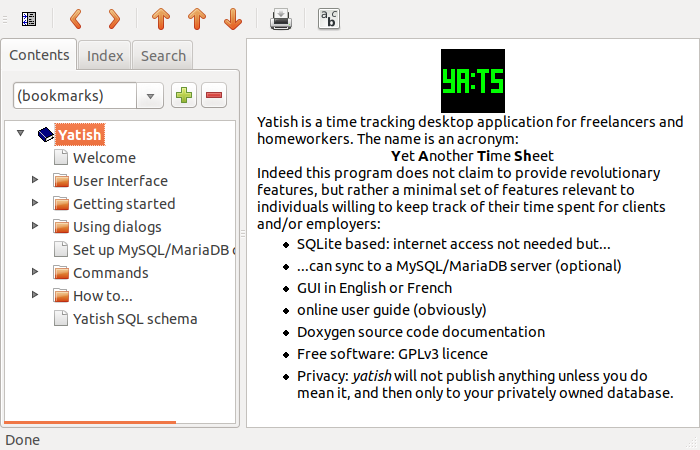 abc
Contents
Index
Search
(bookmarks)
Yatish
Welcome
User Interface
Getting started
Using dialogs
Set up MySQL/MariaDB
Commands
How to...
Yatish SQL schema
YA:TS
Yatish is a time tracking desktop application for freelancers and
homeworkers. The name is an acronym:
Yet Another Time Sheet
Indeed this program does not claim to provide revolutionary
features, but rather a minimal set of features relevant to
individuals willing to keep track of their time spent for clients
and/or employers:
SQLite based: internet access not needed but...
...can sync to a MySQL/MariaDB server (optional)
GUI in English or French
online user guide (obviously)
Doxygen source code documentation
Free software: GPLv3 licence
Privacy: yatish will not publish anything unless you do
mean it, and then only to your privately owned database.
Done